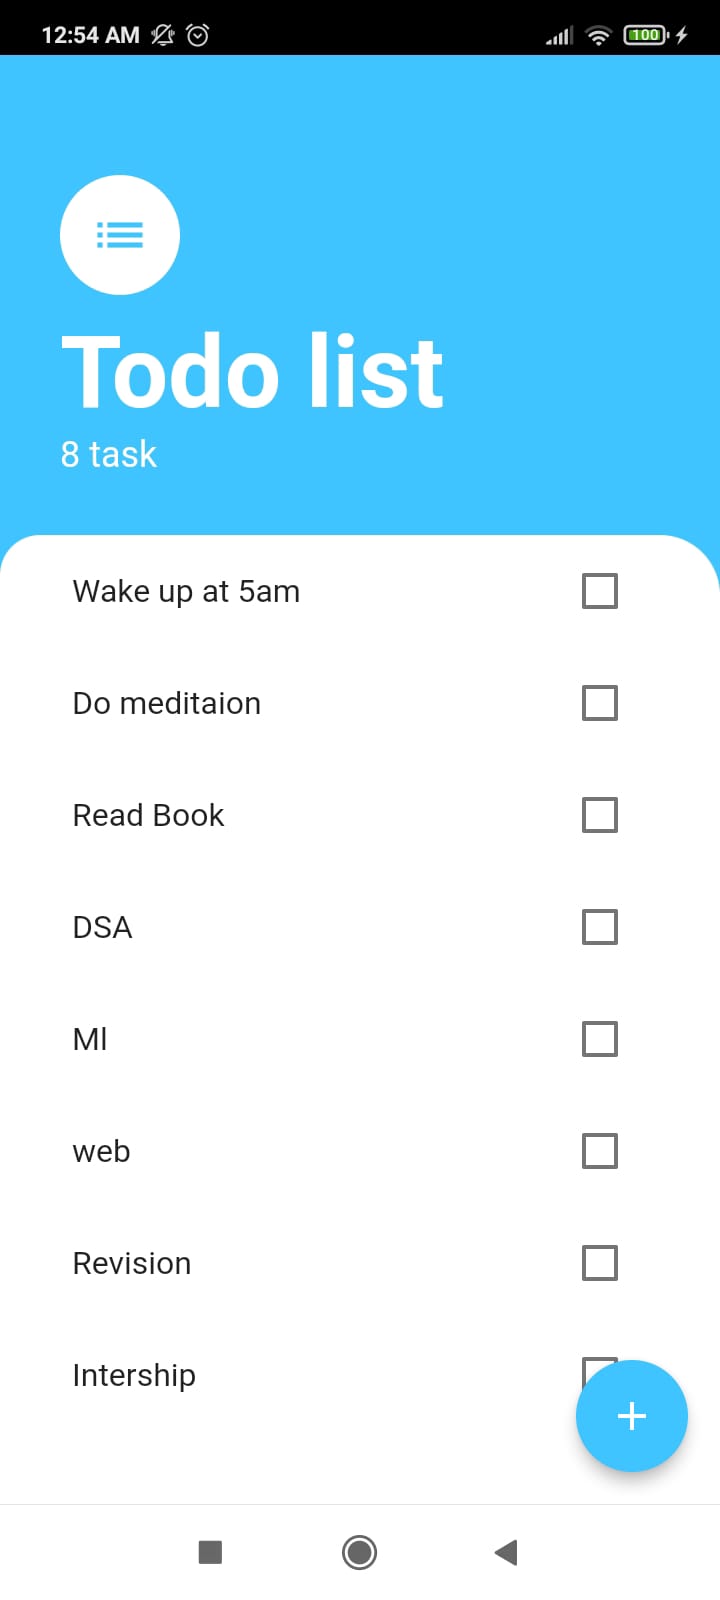 12:54 AM
100
Todo list
8 task
Wake up at 5am
Do meditaion
Read Book
DSA
Ml
web
Revision
Intership